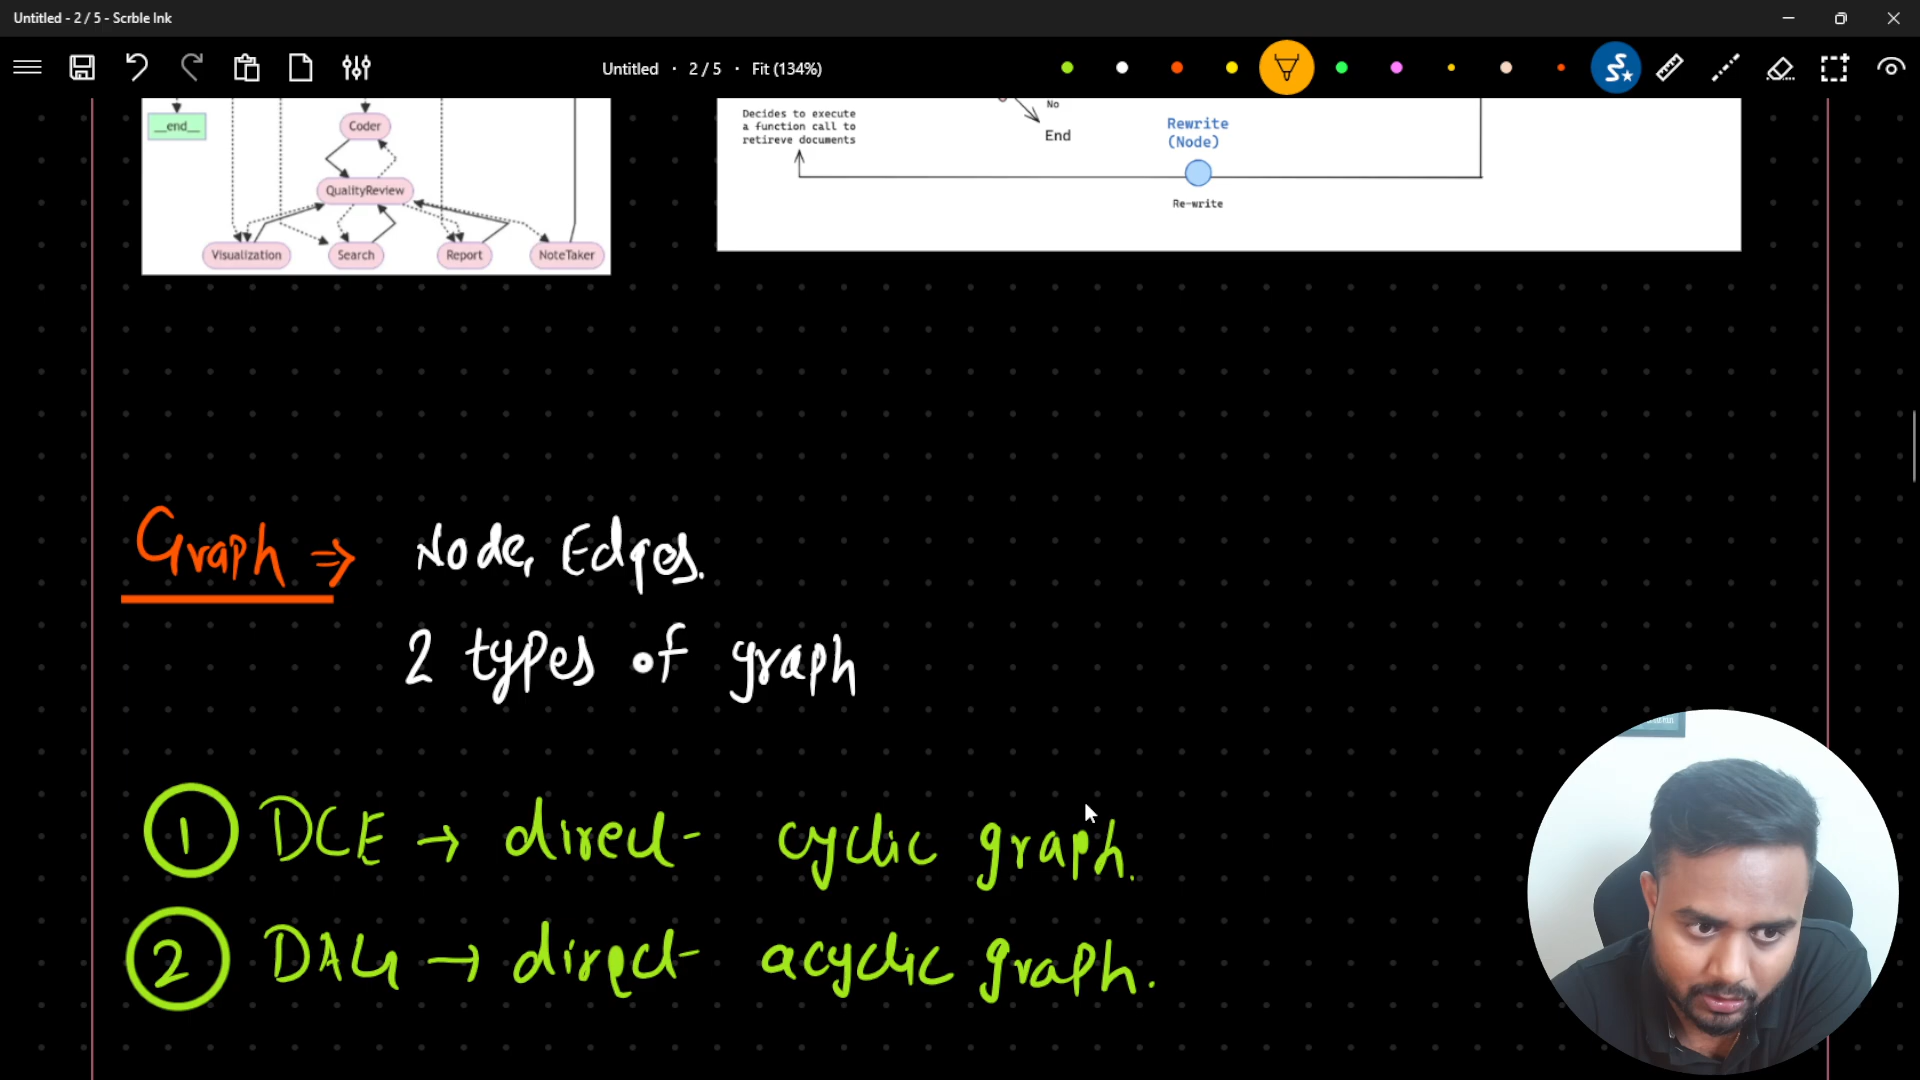 Untitled - 2 / 5 - Scrble Ink
Untitled · 2 / 5 · Fit (134%)
__end__
Coder
QualityReview
Visualization
Search
Report
NoteTaker
Decides to execute
a function call to
retireve documents
No
End
Rewrite
(Node)
Re-write
Graph ⇒ Node, Edges.
2 types of graph
1 DCE → direct cyclic graph.
2 DAG → direct acyclic graph.